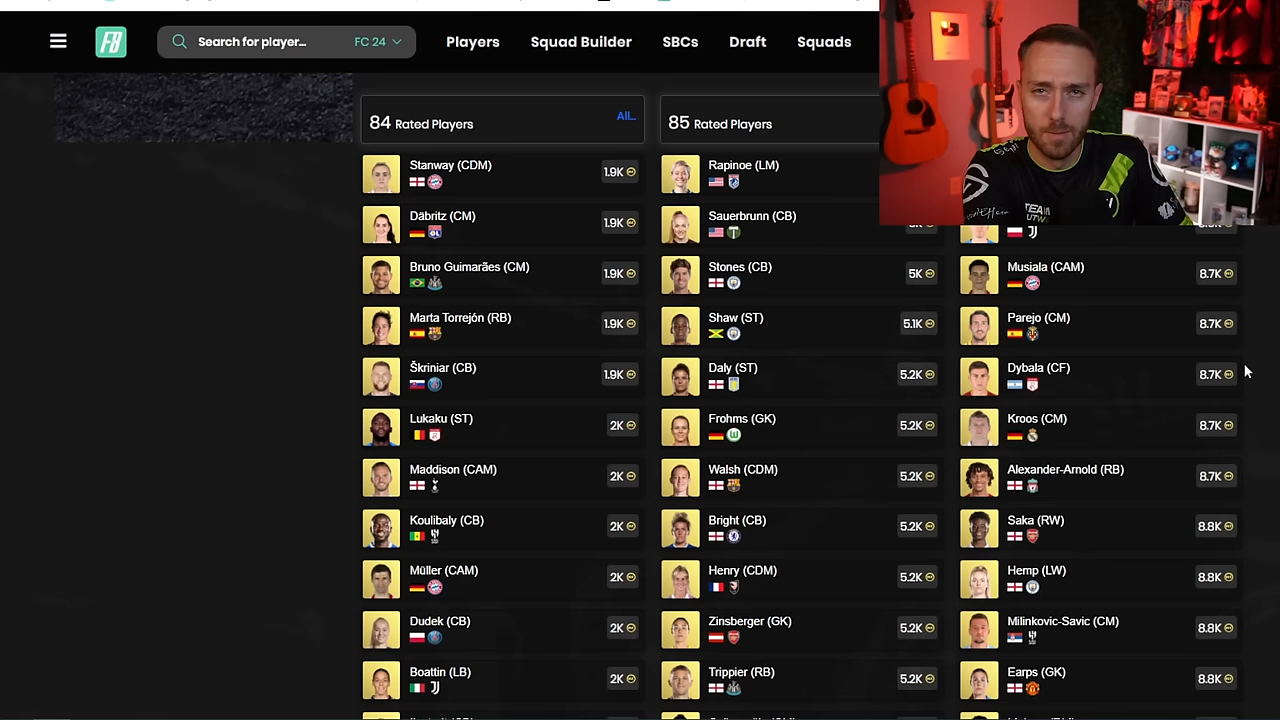 FB
Search for player...
FC 24
Players
Squad Builder
SBCs
Draft
Squads
84 Rated Players
All...
Stanway (CDM)
1.9K
Däbritz (CM)
1.9K
Bruno Guimarães (CM)
1.9K
Marta Torrejón (RB)
1.9K
Škriniar (CB)
1.9K
Lukaku (ST)
2K
Maddison (CAM)
2K
Koulibaly (CB)
2K
Müller (CAM)
2K
Dudek (CB)
2K
Boattin (LB)
2K
85 Rated Players
Rapinoe (LM)
Sauerbrunn (CB)
Stones (CB)
5K
Shaw (ST)
5.1K
Daly (ST)
5.2K
Frohms (GK)
5.2K
Walsh (CDM)
5.2K
Bright (CB)
5.2K
Henry (CDM)
5.2K
Zinsberger (GK)
5.2K
Trippier (RB)
5.2K
Musiala (CAM)
8.7K
Parejo (CM)
8.7K
Dybala (CF)
8.7K
Kroos (CM)
8.7K
Alexander-Arnold (RB)
8.7K
Saka (RW)
8.8K
Hemp (LW)
8.8K
Milinkovic-Savic (CM)
8.8K
Earps (GK)
8.8K